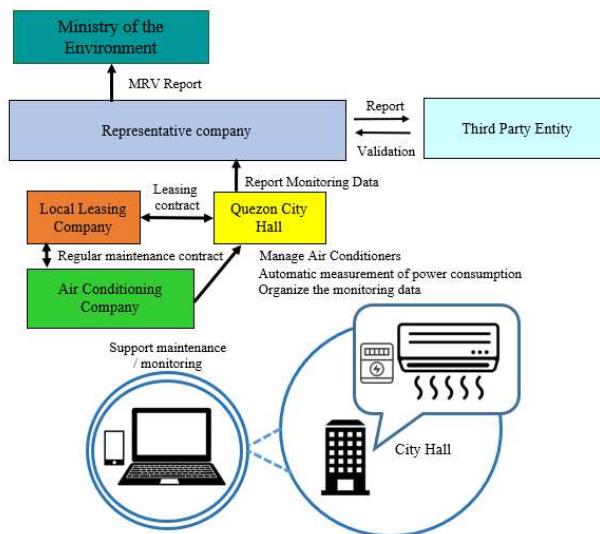 Ministry of the
Environment
MRV Report
Representative company
Report
Validation
Third Party Entity
Report Monitoring Data
Local Leasing
Company
Leasing
contract
Quezon City
Hall
Regular maintenance contract
Manage Air Conditioners
Automatic measurement of power consumption
Organize the monitoring data
Air Conditioning
Company
Support maintenance
/ monitoring
City Hall